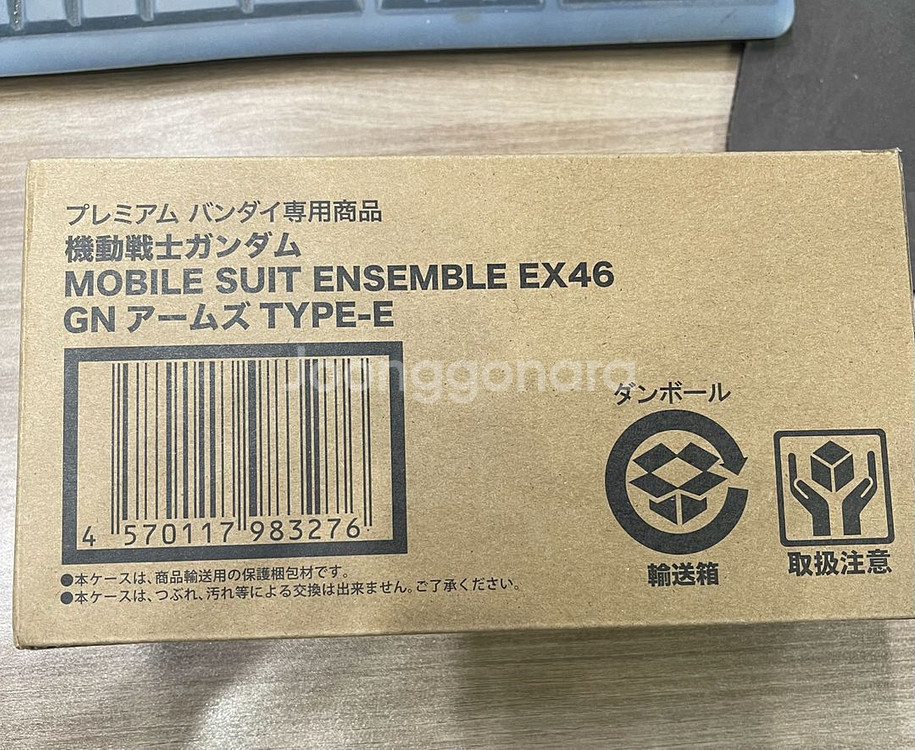 プレミアム バンダイ専用商品
機動戦士ガンダム
MOBILE SUIT ENSEMBLE EX46
GN アームズ TYPE-E
Joonggonara
ダンボール
4 570117 983276
輸送箱
取扱注意
●本ケースは、商品輸送用の保護梱包材です。
●本ケースは、つぶれ、汚れ等による交換は出来ません。ご了承ください。